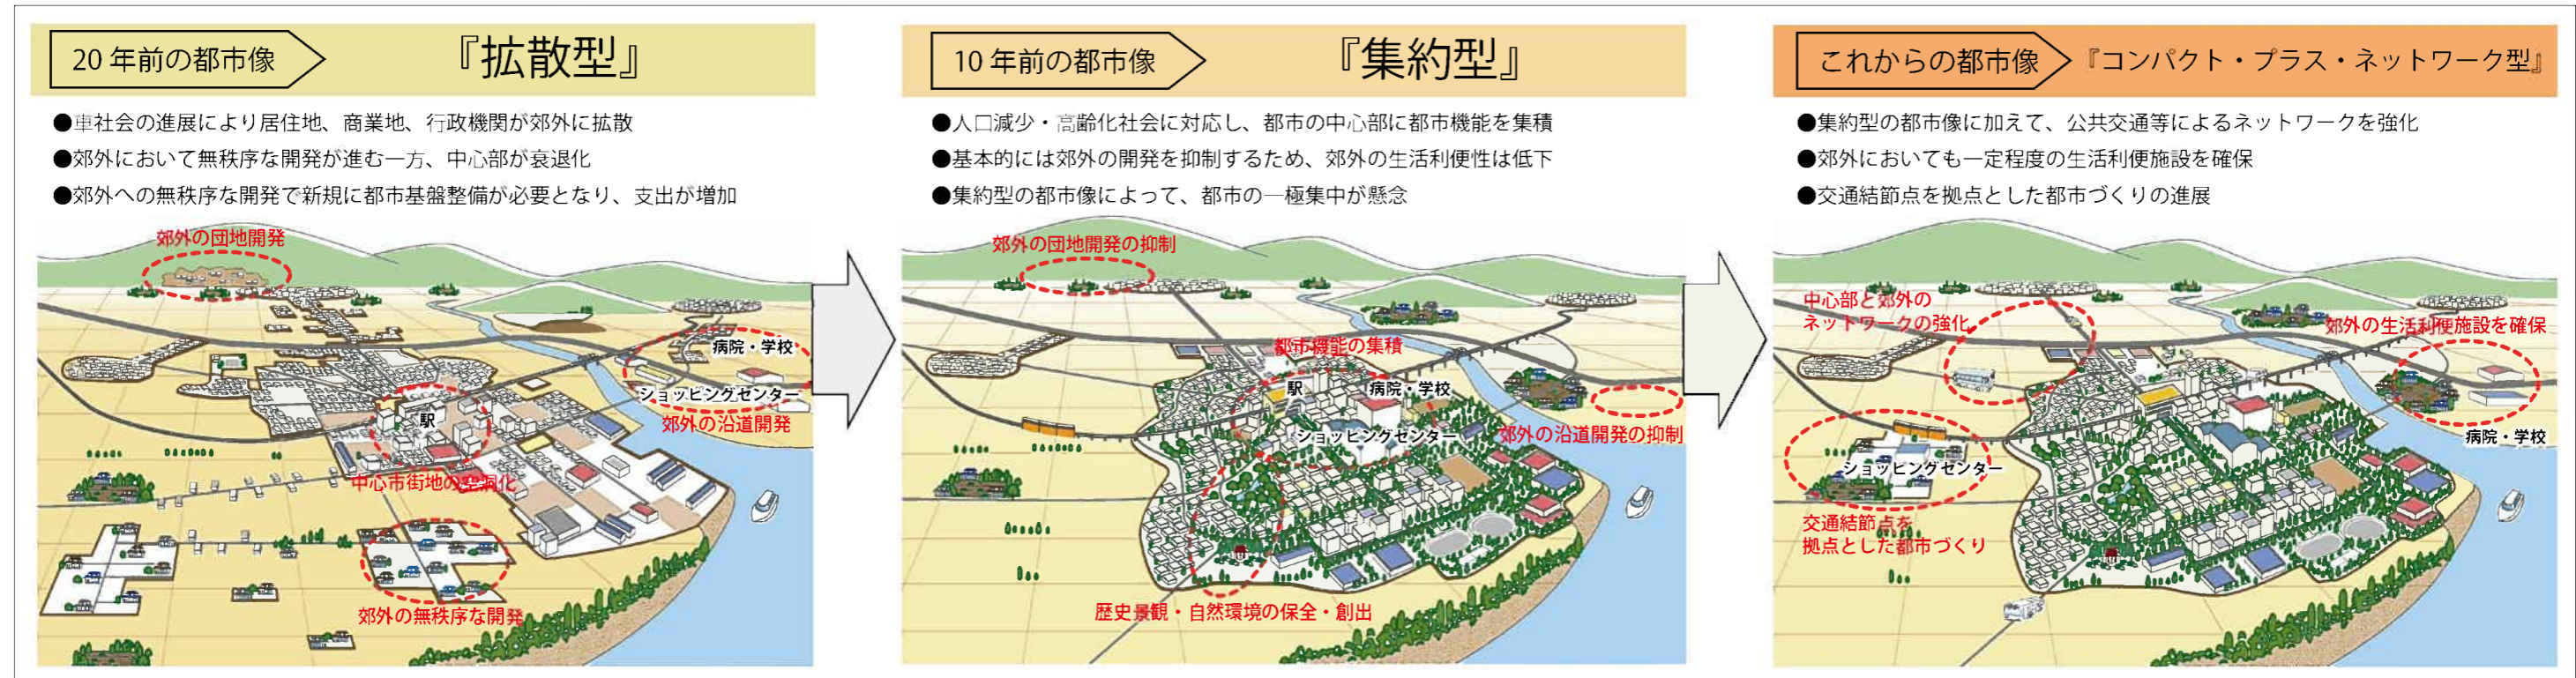 20年前の都市像
『拡散型』
●車社会の進展により居住地、商業地、行政機関が郊外に拡散
●郊外において無秩序な開発が進む一方、中心部が衰退化
●郊外への無秩序な開発で新規に都市基盤整備が必要となり、支出が増加
郊外の団地開発
病院・学校
ショッピングセンター
郊外の沿道開発
駅
中心市街地の空洞化
郊外の無秩序な開発
10年前の都市像
『集約型』
●人口減少・高齢化社会に対応し、都市の中心部に都市機能を集積
●基本的には郊外の開発を抑制するため、郊外の生活利便性は低下
●集約型の都市像によって、都市の一極集中が懸念
郊外の団地開発の抑制
都市機能の集積
駅
病院・学校
ショッピングセンター
郊外の沿道開発の抑制
歴史景観・自然環境の保全・創出
これからの都市像
『コンパクト・プラス・ネットワーク型』
●集約型の都市像に加えて、公共交通等によるネットワークを強化
●郊外においても一定程度の生活利便施設を確保
●交通結節点を拠点とした都市づくりの進展
中心部と郊外の
ネットワークの強化
郊外の生活利便施設を確保
病院・学校
ショッピングセンター
交通結節点を
拠点とした都市づくり